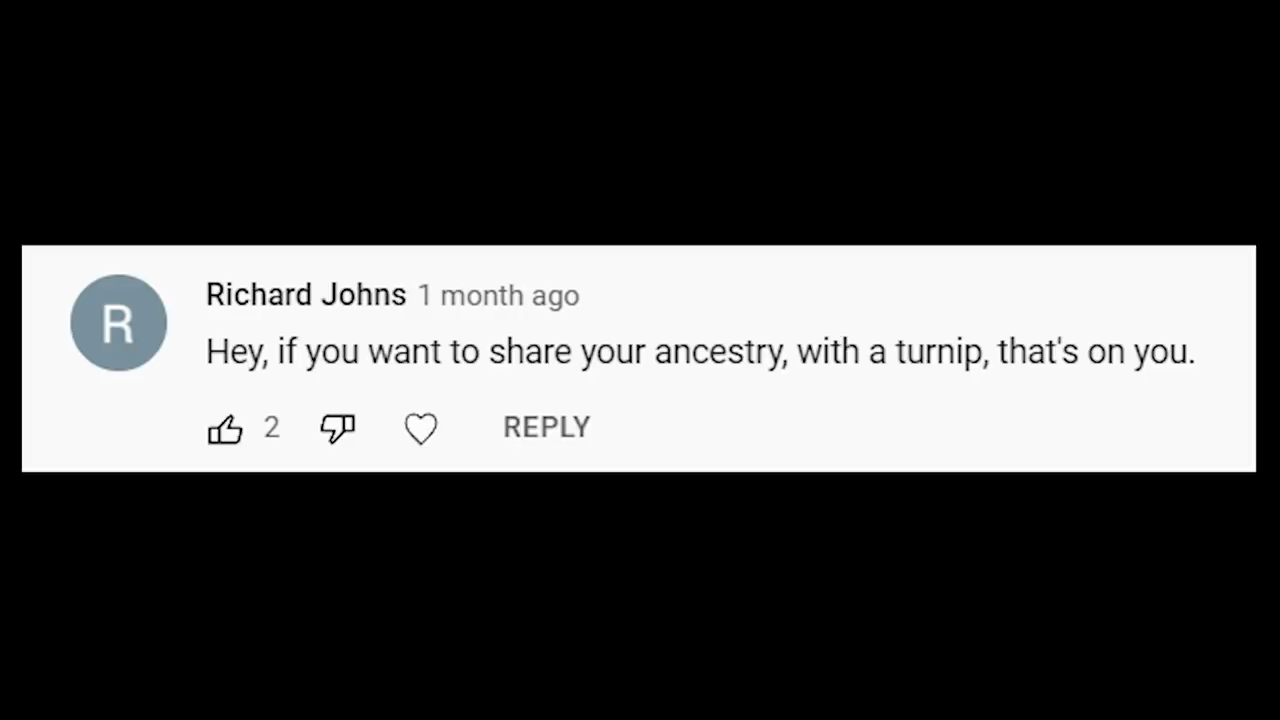 R
Richard Johns 1 month ago
Hey, if you want to share your ancestry, with a turnip, that's on you.
2 REPLY